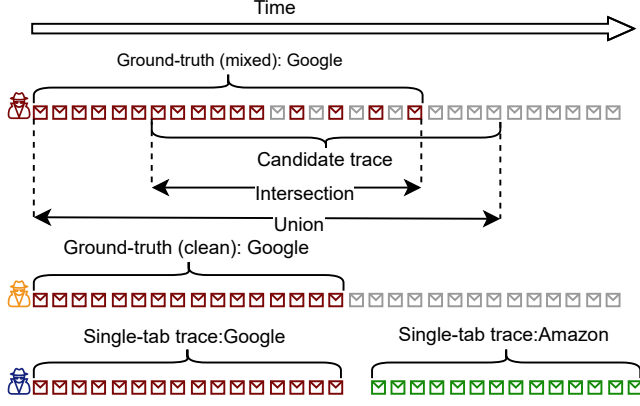 Time
Ground-truth (mixed): Google
Candidate trace
Intersection
Union
Ground-truth (clean): Google
Single-tab trace:Google
Single-tab trace:Amazon